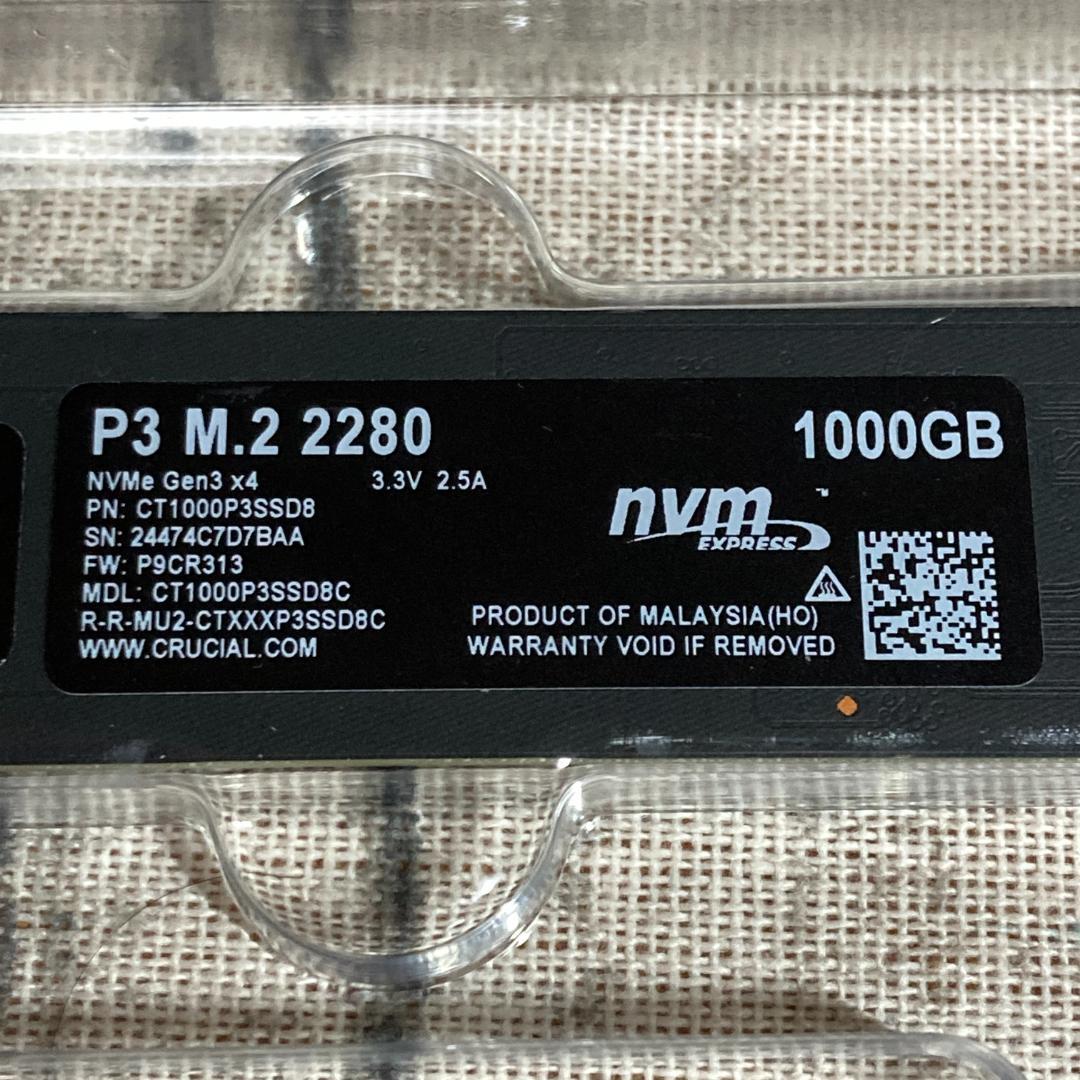 P3 M.2 2280
1000GB
NVMe Gen3 x4 3.3V 2.5A
PN: CT1000P3SSD8
SN: 24474C7D7BAA
FW: P9CR313
MDL: CT1000P3SSD8C
R-R-MU2-CTXXXP3SSD8C
WWW.CRUCIAL.COM
nvm
EXPRESS
™
PRODUCT OF MALAYSIA(HO)
WARRANTY VOID IF REMOVED